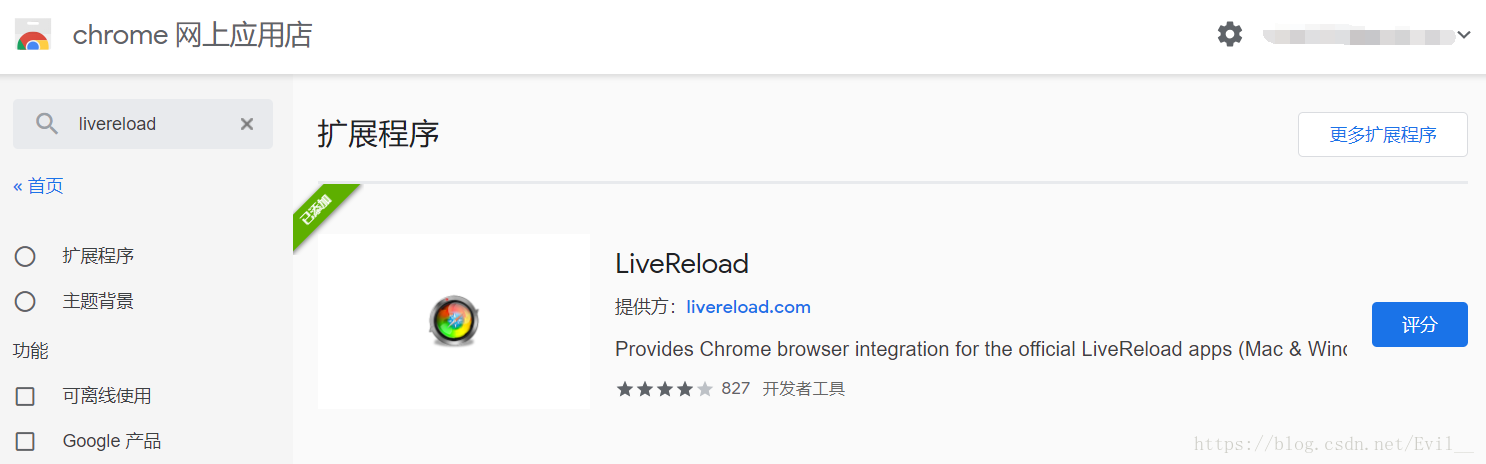 chrome 网上应用店
livereload
« 首页
扩展程序
主题背景
功能
可离线使用
Google 产品
扩展程序
更多扩展程序
已添加
LiveReload
提供方：livereload.com
Provides Chrome browser integration for the official LiveReload apps (Mac &
评分
827 开发者工具
https://blog.csdn.net/Evil__